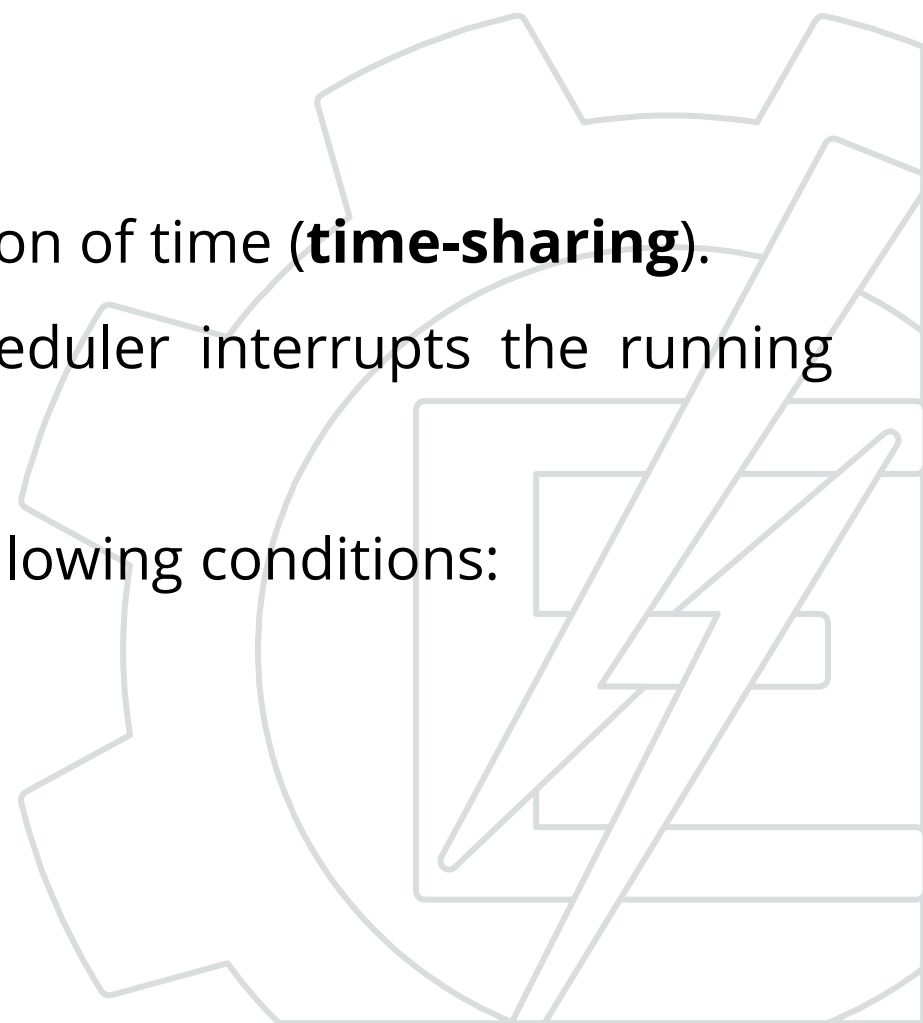 on of time (time-sharing).
eduler interrupts the running
lowing conditions: